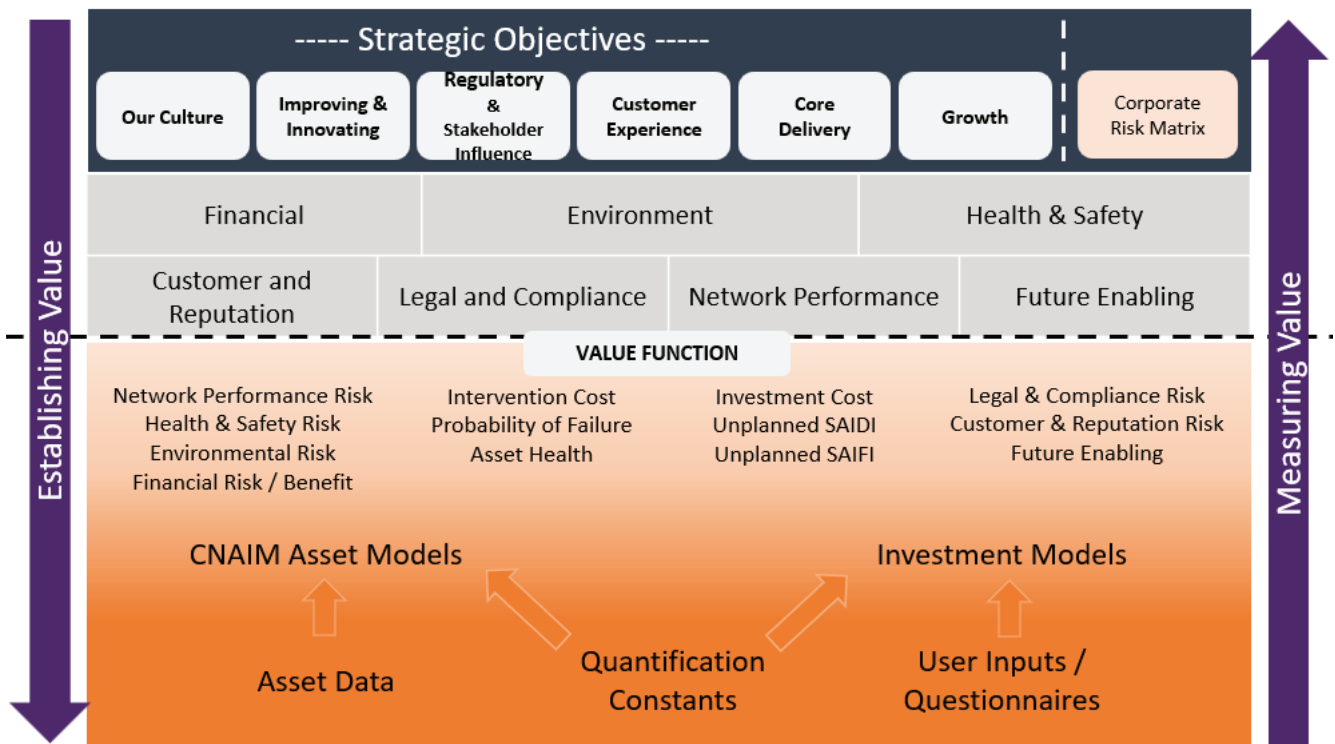 ----- Strategic Objectives -----
Our Culture
Improving &
Innovating
Regulatory
&
Stakeholder
Influence
Customer
Experience
Core
Delivery
Growth
Corporate
Risk Matrix
Financial
Environment
Health & Safety
Customer and
Reputation
Legal and Compliance
Network Performance
Future Enabling
VALUE FUNCTION
Network Performance Risk
Health & Safety Risk
Environmental Risk
Financial Risk / Benefit
Intervention Cost
Probability of Failure
Asset Health
Investment Cost
Unplanned SAIDI
Unplanned SAIFI
Legal & Compliance Risk
Customer & Reputation Risk
Future Enabling
CNAIM Asset Models
Investment Models
Asset Data
Quantification
Constants
User Inputs /
Questionnaires
Establishing Value
Measuring Value